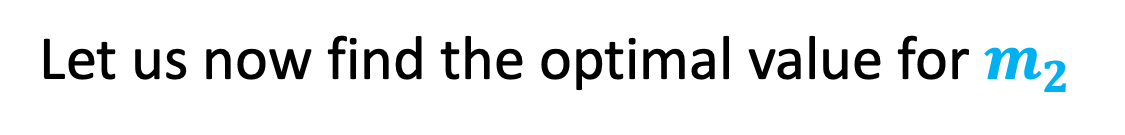 Let us now find the optimal value for m₂